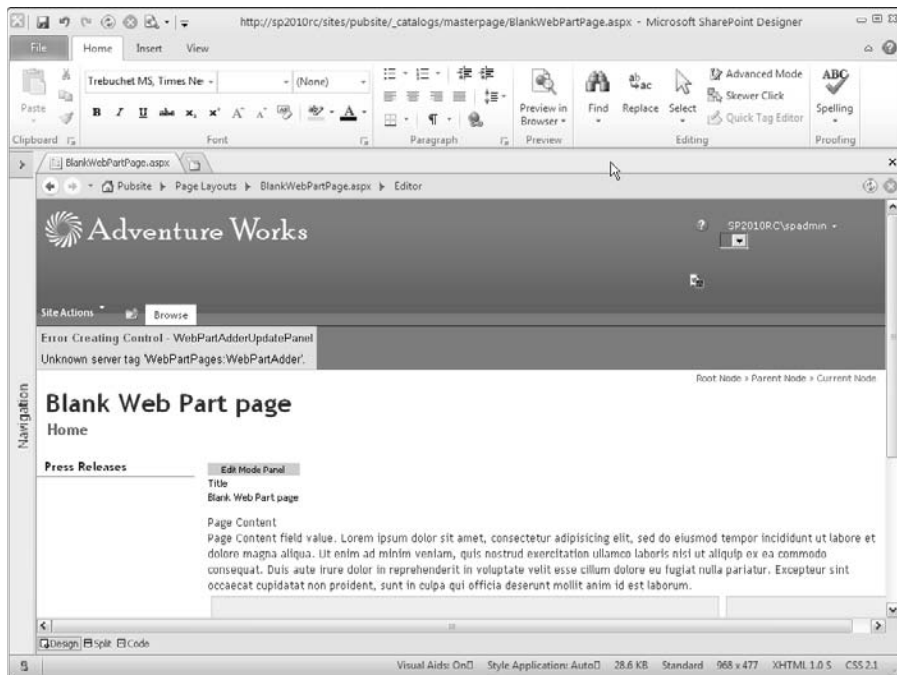 http://sp2010rc/sites/pubsite/_catalogs/masterpage/BlankWebPartPage.aspx - Microsoft SharePoint Designer
File Home Insert View
Trebuchet MS, Times Ne (None)
Advanced Mode
Skewer Click
Quick Tag Editor
Paste
B I U abc x, x' A A A
Preview in Browser
Find Replace Select
ABC
Spelling
Clipboard Font Paragraph Preview Editing Proofing
BlankWebPartPage.aspx
Pubsite Page Layouts BlankWebPartPage.aspx Editor
Adventure Works
? SP2010RC\spadmin
Site Actions Browse
Error Creating Control - WebPartAdderUpdatePanel
Unknown server tag 'WebPartPages:WebPartAdder'.
Root Node > Parent Node > Current Node
Navigation
Blank Web Part page
Home
Press Releases
Edit Mode Panel
Title
Blank Web Part page
Page Content
Page Content field value. Lorem ipsum dolor sit amet, consectetur adipisicing elit, sed do eiusmod tempor incididunt ut labore et
dolore magna aliqua. Ut enim ad minim veniam, quis nostrud exercitation ullamco laboris nisi ut aliquip ex ea commodo
consequat. Duis aute irure dolor in reprehenderit in voluptate velit esse cillum dolore eu fugiat nulla pariatur. Excepteur sint
occaecat cupidatat non proident, sunt in culpa qui officia deserunt mollit anim id est laborum.
Design Split Code
Visual Aids: On Style Application: Auto 28.6 KB Standard 968 x 477 XHTML 1.0 S CSS 2.1